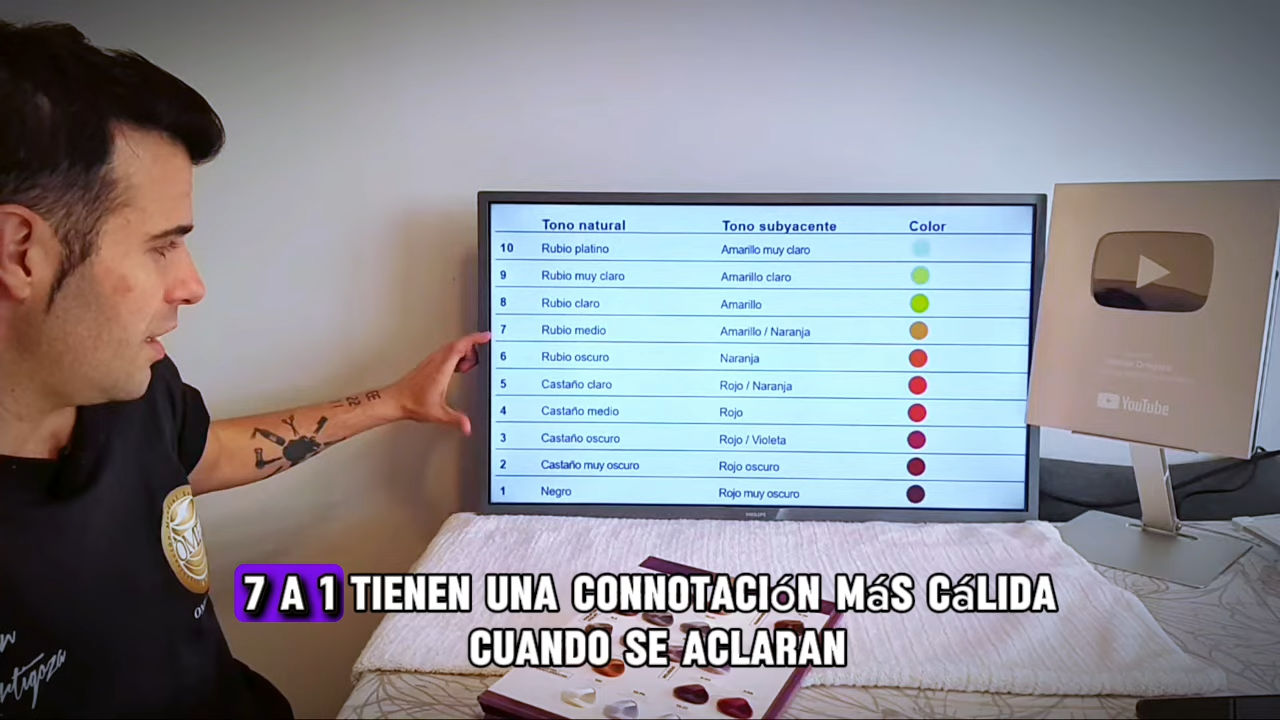 Tono natural Tono subyacente Color
10 Rubio platino Amarillo muy claro
9 Rubio muy claro Amarillo claro
8 Rubio claro Amarillo
7 Rubio medio Amarillo / Naranja
6 Rubio oscuro Naranja
5 Castaño claro Rojo / Naranja
4 Castaño medio Rojo
3 Castaño oscuro Rojo / Violeta
2 Castaño muy oscuro Rojo oscuro
1 Negro Rojo muy oscuro
PHILIPS
YouTube
7 A 1 TIENEN UNA CONNOTACIóN MáS CáLIDA
CUANDO SE ACLARAN